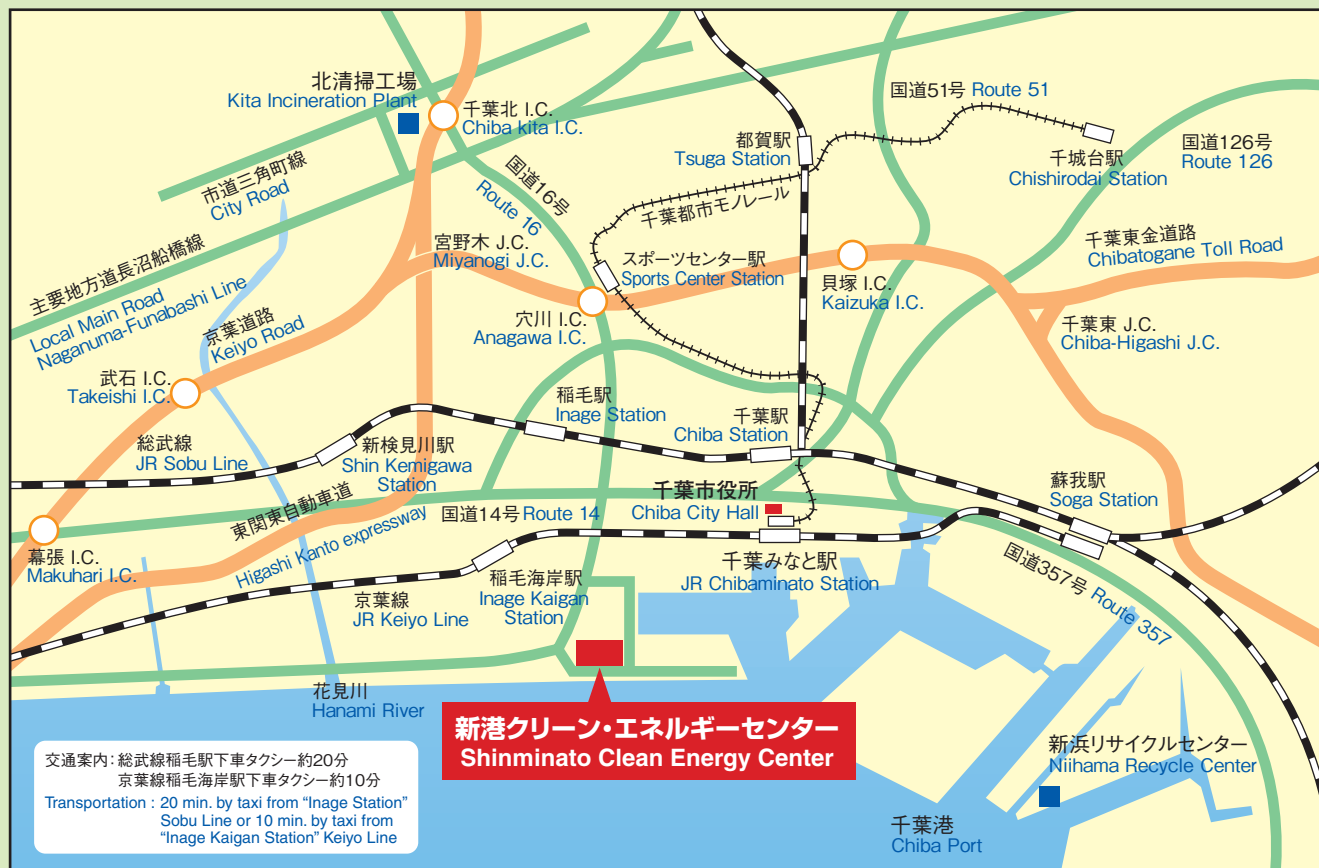 北清掃工場
Kita Incineration Plant
千葉北 I.C.
Chiba kita I.C.
国道51号 Route 51
都賀駅
Tsuga Station
千城台駅
Chishirodai Station
国道126号
Route 126
市道三角町線
City Road
国道16号
Route 16
千葉都市モノレール
主要地方道長沼船橋線
Local Main Road
Naganuma-Funabashi Line
宮野木 J.C.
Miyanogi J.C.
スポーツセンター駅
Sports Center Station
千葉東金道路
Chibatogane Toll Road
貝塚 I.C.
Kaizuka I.C.
京葉道路
Keiyo Road
穴川 I.C.
Anagawa I.C.
千葉東 J.C.
Chiba-Higashi J.C.
武石 I.C.
Takeishi I.C.
稲毛駅
Inage Station
千葉駅
Chiba Station
総武線
JR Sobu Line
新検見川駅
Shin Kemigawa
Station
蘇我駅
Soga Station
千葉市役所
Chiba City Hall
東関東自動車道
Higashi Kanto expressway
国道14号 Route 14
幕張 I.C.
Makuhari I.C.
千葉みなと駅
JR Chibaminato Station
国道357号 Route 357
稲毛海岸駅
Inage Kaigan
Station
京葉線
JR Keiyo Line
花見川
Hanami River
新港クリーン・エネルギーセンター
Shinminato Clean Energy Center
新浜リサイクルセンター
Niihama Recycle Center
千葉港
Chiba Port
交通案内:総武線稲毛駅下車タクシー約20分
京葉線稲毛海岸駅下車タクシー約10分
Transportation : 20 min. by taxi from “Inage Station”
Sobu Line or 10 min. by taxi from
“Inage Kaigan Station” Keiyo Line